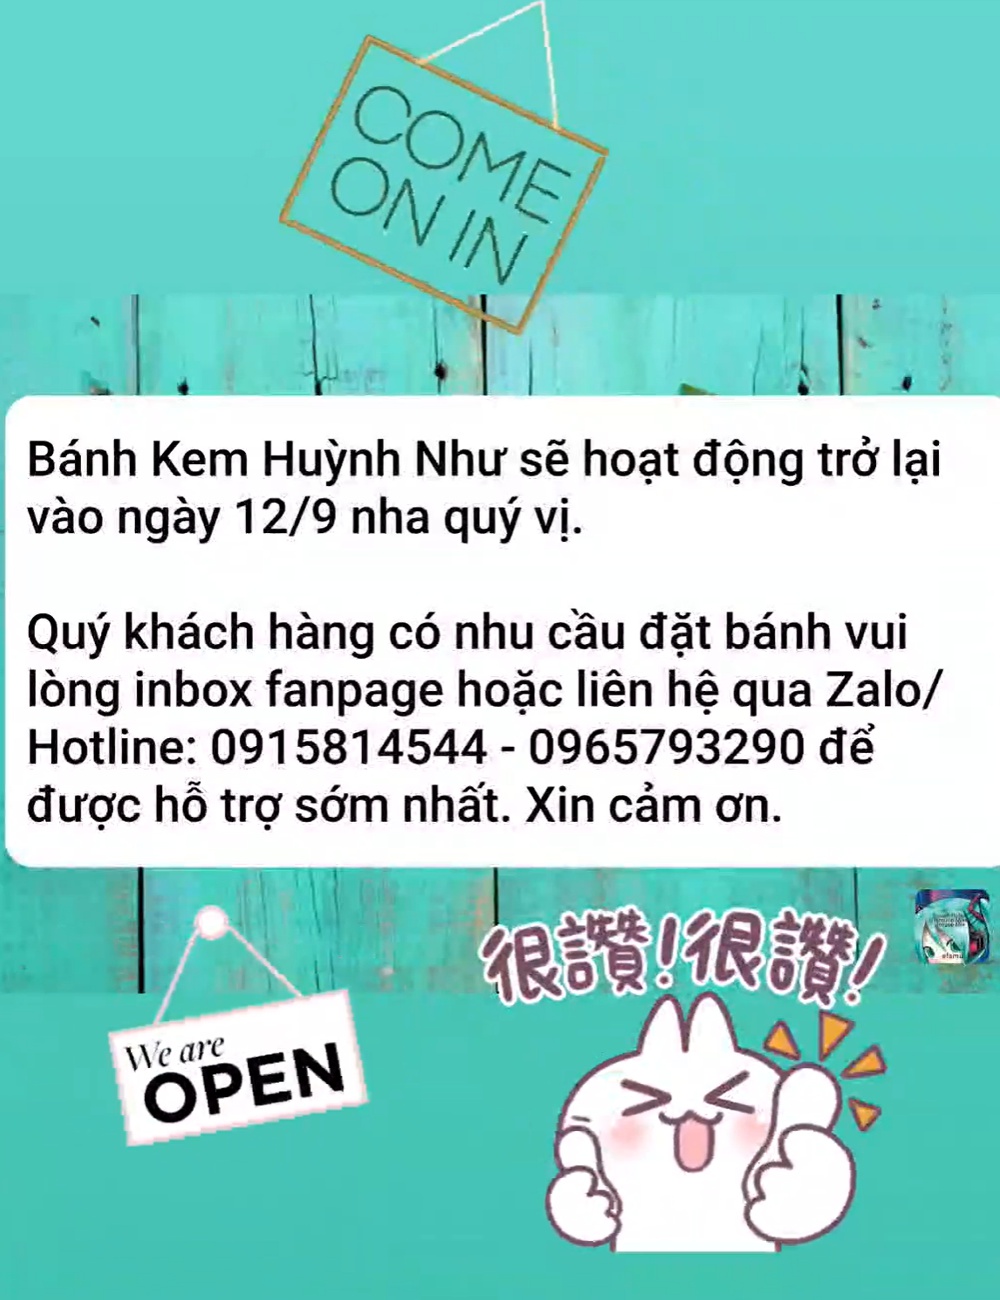 COME
ON IN
Bánh Kem Huỳnh Như sẽ hoạt động trở lại
vào ngày 12/9 nha quý vị.
Quý khách hàng có nhu cầu đặt bánh vui
lòng inbox fanpage hoặc liên hệ qua Zalo/
Hotline: 0915814544 - 0965793290 để
được hỗ trợ sớm nhất. Xin cảm ơn.
很讚!很讚!
We are
OPEN